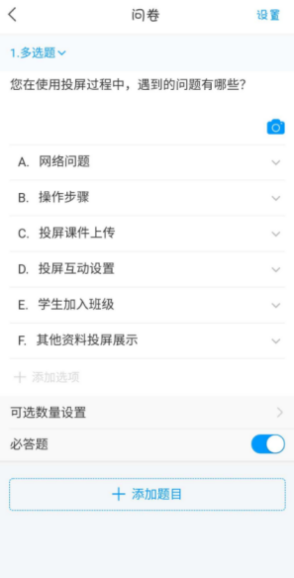 问卷
设置
1.多选题
您在使用投屏过程中，遇到的问题有哪些?
A. 网络问题
B. 操作步骤
C. 投屏课件上传
D. 投屏互动设置
E. 学生加入班级
F. 其他资料投屏展示
添加选项
可选数量设置
必答题
添加题目